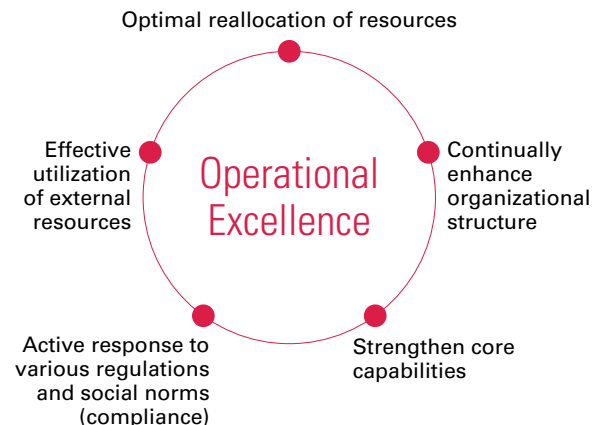 Optimal reallocation of resources
Effective
utilization
of external
resources
Operational
Excellence
Continually
enhance
organizational
structure
Active response to
various regulations
and social norms
(compliance)
Strengthen core
capabilities